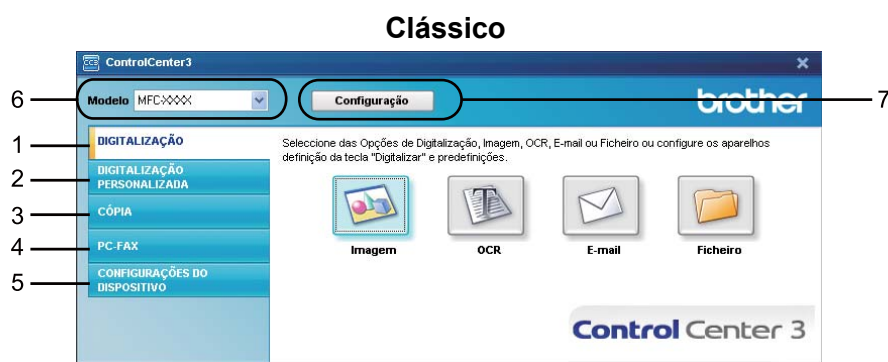 Clássico
ControlCenter3
6
Modelo MFC-XXXX
Configuração
brother
7
1
DIGITALIZAÇÃO
2
DIGITALIZAÇÃO
PERSONALIZADA
3
CÓPIA
4
PC-FAX
5
CONFIGURAÇÕES DO
DISPOSITIVO
Seleccione das Opções de Digitalização, Imagem, OCR, E-mail ou Ficheiro ou configure os aparelhos
definição da tecla "Digitalizar" e predefinições.
Imagem
OCR
E-mail
Ficheiro
Control Center 3